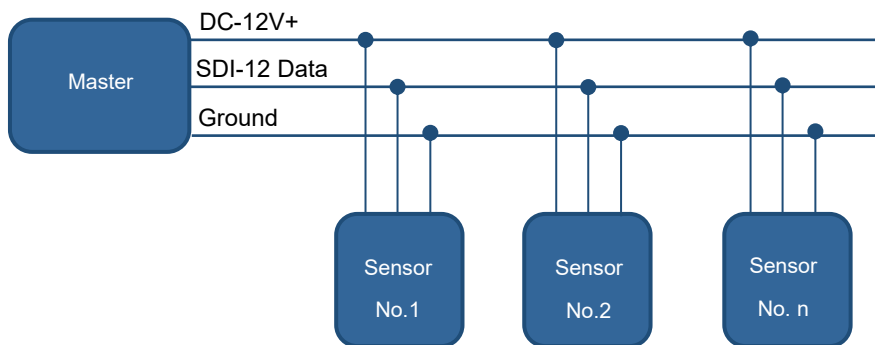 DC-12V+
SDI-12 Data
Master
Ground
Sensor
No.1
Sensor
No.2
Sensor
No. n